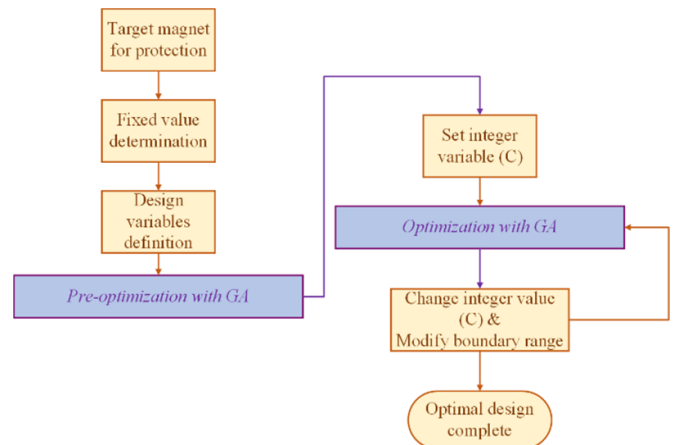 Target magnet
for protection
Fixed value
determination
Design
variables
definition
Pre-optimization with GA
Set integer
variable (C)
Optimization with GA
Change integer value
(C) &
Modify boundary range
Optimal design
complete